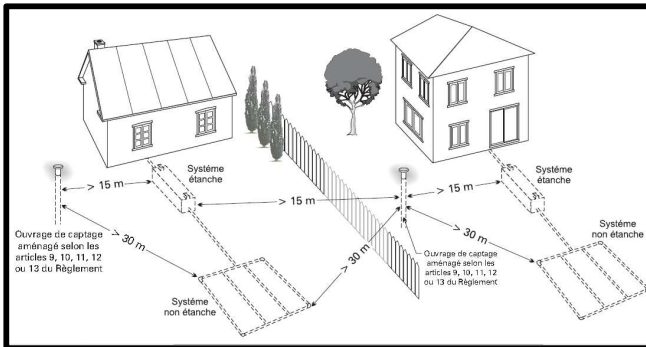 Système
étanche
> 15 m
Ouvrage de captage
aménagé selon les
articles 9, 10, 11, 12
ou 13 du Règlement
> 30 m
Système
non étanche
> 15 m
> 30 m
Ouvrage de captage
aménagé selon les
articles 9, 10, 11, 12
ou 13 du Règlement
> 15 m
Système
étanche
> 30 m
Système
non étanche